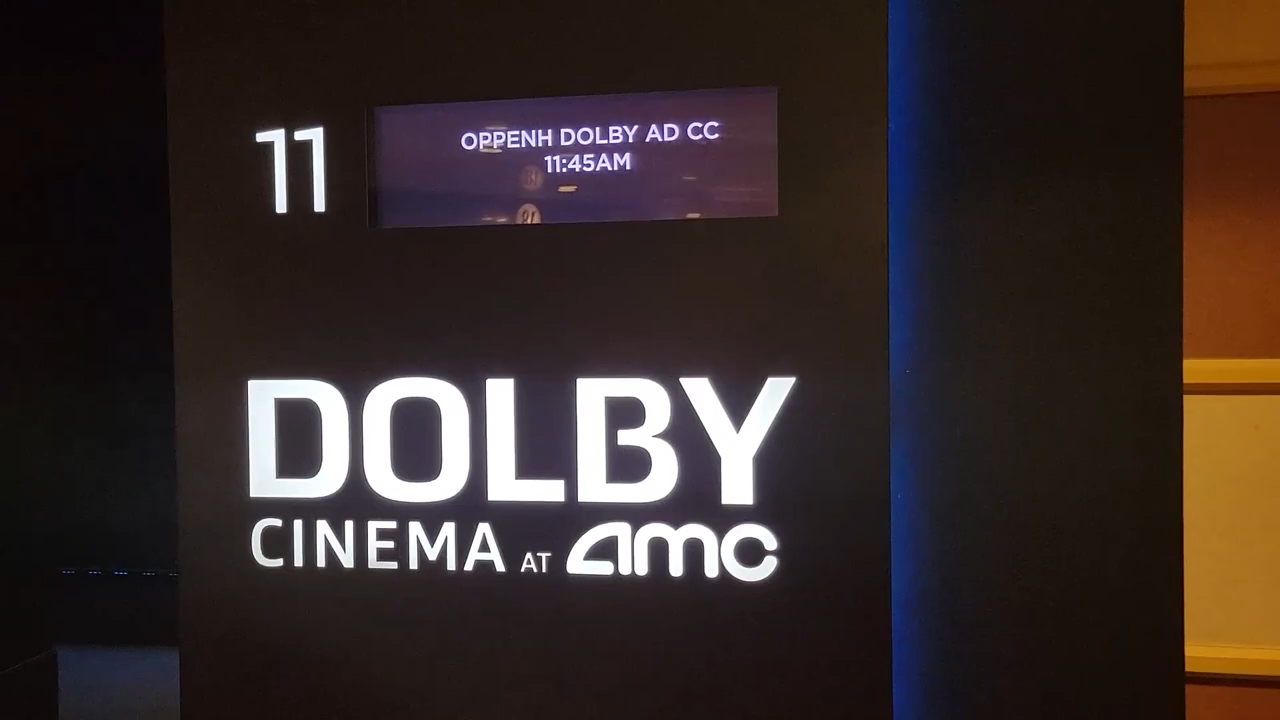 11
OPPENH DOLBY AD CC
11:45AM
DOLBY
CINEMA AT amc